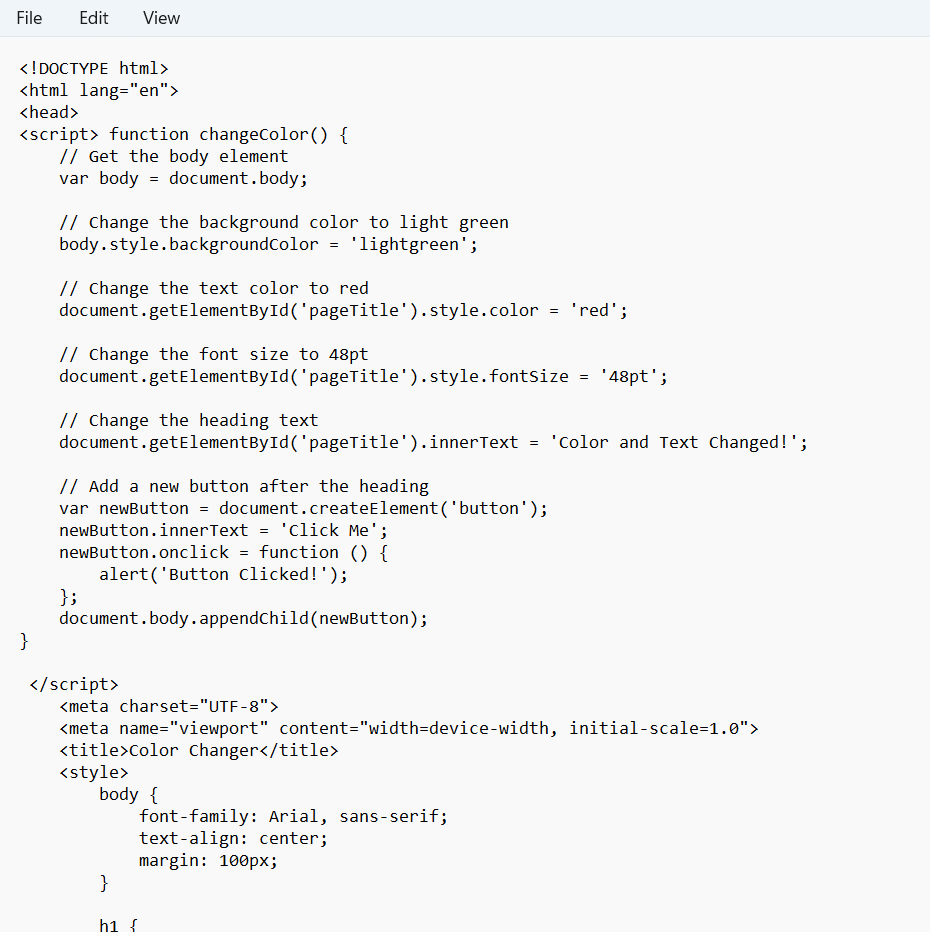 File Edit View
<!DOCTYPE html>
<html lang="en">
<head>
<script> function changeColor() {
    // Get the body element
    var body = document.body;

    // Change the background color to light green
    body.style.backgroundColor = 'lightgreen';

    // Change the text color to red
    document.getElementById('pageTitle').style.color = 'red';

    // Change the font size to 48pt
    document.getElementById('pageTitle').style.fontSize = '48pt';

    // Change the heading text
    document.getElementById('pageTitle').innerText = 'Color and Text Changed!';

    // Add a new button after the heading
    var newButton = document.createElement('button');
    newButton.innerText = 'Click Me';
    newButton.onclick = function () {
        alert('Button Clicked!');
    };
    document.body.appendChild(newButton);
}

 </script>
    <meta charset="UTF-8">
    <meta name="viewport" content="width=device-width, initial-scale=1.0">
    <title>Color Changer</title>
    <style>
        body {
            font-family: Arial, sans-serif;
            text-align: center;
            margin: 100px;
        }

        h1 {